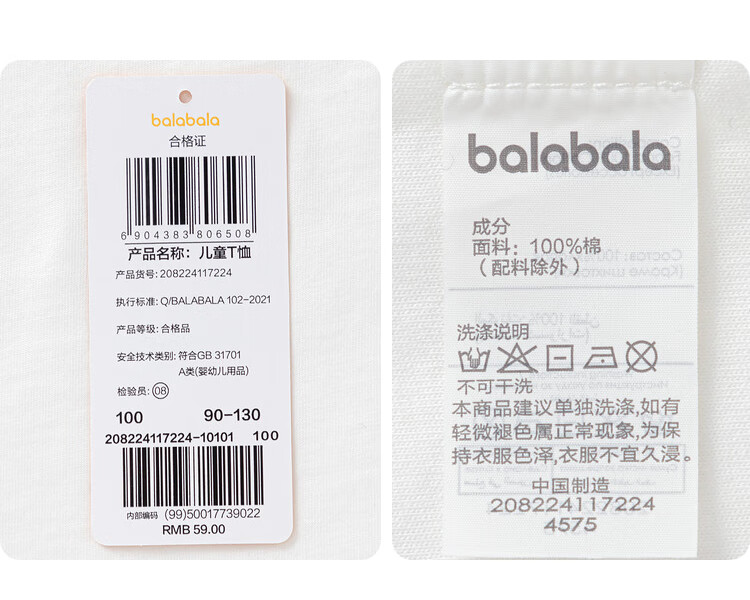 balabala
合格证
6 904383 806508
产品名称：儿童T恤
产品货号：208224117224
执行标准：Q/BALABALA 102-2021
产品等级：合格品
安全技术类别：符合GB 31701
A类(婴幼儿用品)
检验员：08
100 90-130
208224117224-10101 100
内部编码 (99)50017739022
RMB 59.00
balabala
成分
面料：100%棉
（配料除外）
洗涤说明
不可干洗
本商品建议单独洗涤,如有
轻微褪色属正常现象,为保
持衣服色泽,衣服不宜久浸。
中国制造
208224117224
4575